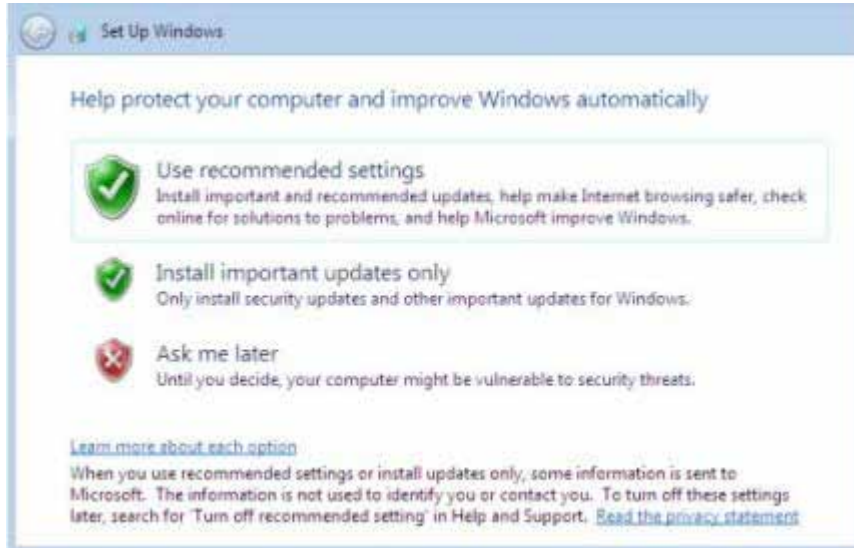 Set Up Windows
Help protect your computer and improve Windows automatically
Use recommended settings
Install important and recommended updates, help make Internet browsing safer, check
online for solutions to problems, and help Microsoft improve Windows.
Install important updates only
Only install security updates and other important updates for Windows.
Ask me later
Until you decide, your computer might be vulnerable to security threats.
Learn more about each option
When you use recommended settings or install updates only, some information is sent to
Microsoft. The information is not used to identify you or contact you. To turn off these settings
later, search for 'Turn off recommended setting' in Help and Support. Read the privacy statement